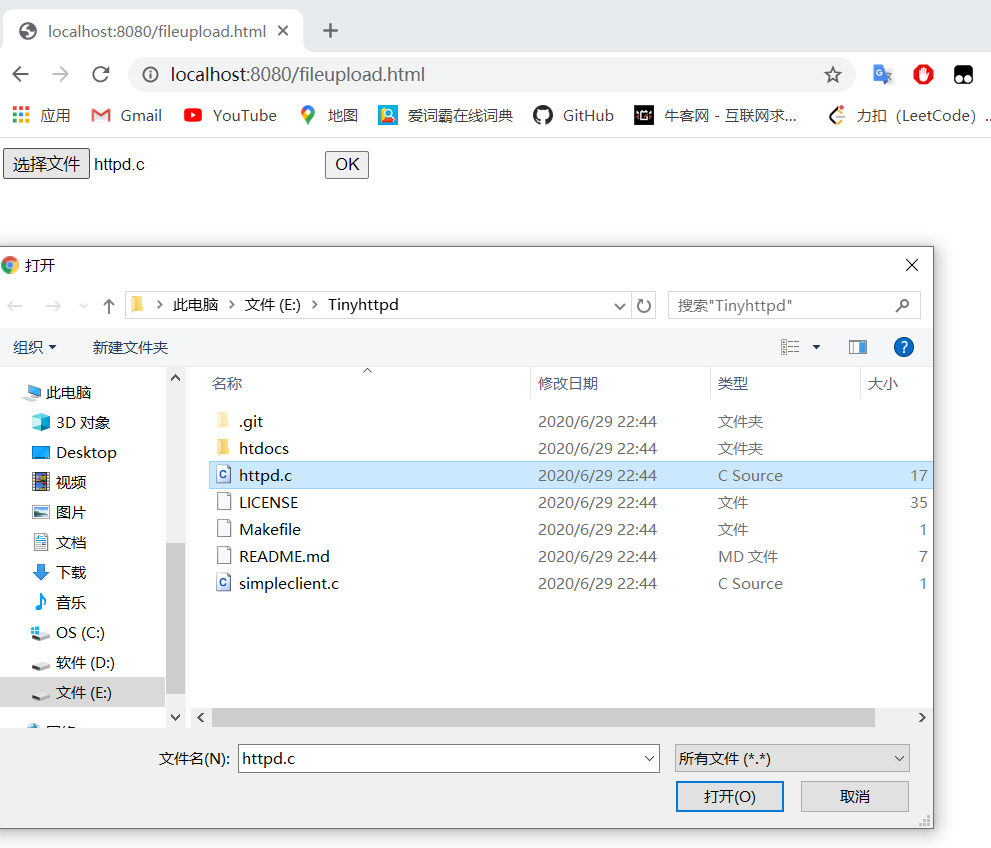 localhost:8080/fileupload.html
localhost:8080/fileupload.html
应用 Gmail YouTube 地图 爱词霸在线词典 GitHub 牛客网 - 互联网求... 力扣（LeetCode）...
选择文件 httpd.c OK
打开
此电脑 > 文件 (E:) > Tinyhttpd 搜索"Tinyhttpd"
组织 新建文件夹
名称 修改日期 类型 大小
此电脑
3D 对象
Desktop
视频
图片
文档
下载
音乐
OS (C:)
软件 (D:)
文件 (E:)
.git 2020/6/29 22:44 文件夹
htdocs 2020/6/29 22:44 文件夹
httpd.c 2020/6/29 22:44 C Source 17
LICENSE 2020/6/29 22:44 文件 35
Makefile 2020/6/29 22:44 文件 1
README.md 2020/6/29 22:44 MD 文件 7
simpleclient.c 2020/6/29 22:44 C Source 1
文件名(N): httpd.c 所有文件 (*.*)
打开(O) 取消